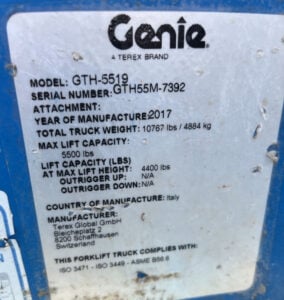 Genie
A TEREX BRAND
MODEL: GTH-5519
SERIAL NUMBER: GTH55M-7392
ATTACHMENT:
YEAR OF MANUFACTURE: 2017
TOTAL TRUCK WEIGHT: 10767 lbs / 4884 kg
MAX LIFT CAPACITY:
5500 lbs
LIFT CAPACITY (LBS)
AT MAX LIFT HEIGHT: 4400 lbs
OUTRIGGER UP: N/A
OUTRIGGER DOWN: N/A
COUNTRY OF MANUFACTURE: Italy
MANUFACTURER:
Terex Global GmbH
Bleicheplatz 2
8200 Schaffhausen
Switzerland
THIS FORKLIFT TRUCK COMPLIES WITH:
ISO 3471 - ISO 3449 - ASME B56.6